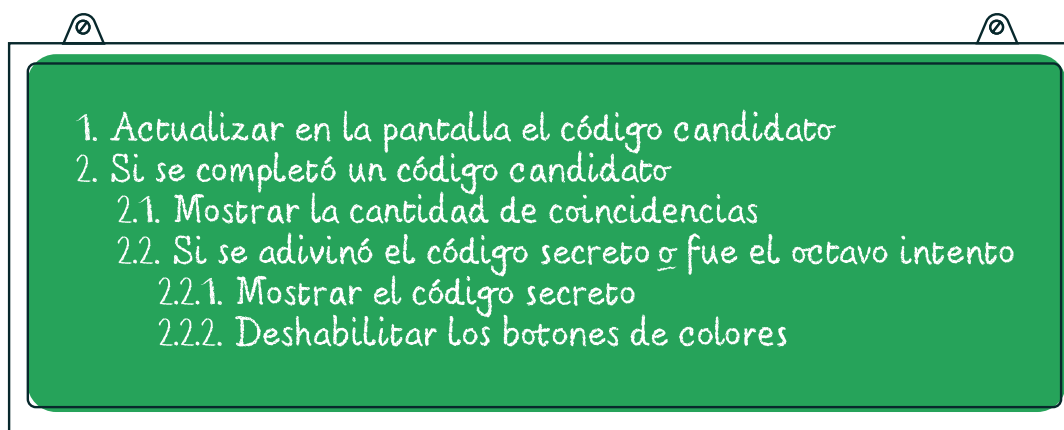 1. Actualizar en la pantalla el código candidato
2. Si se completó un código candidato
2.1. Mostrar la cantidad de coincidencias
2.2. Si se adivinó el código secreto o fue el octavo intento
2.2.1. Mostrar el código secreto
2.2.2. Deshabilitar los botones de colores